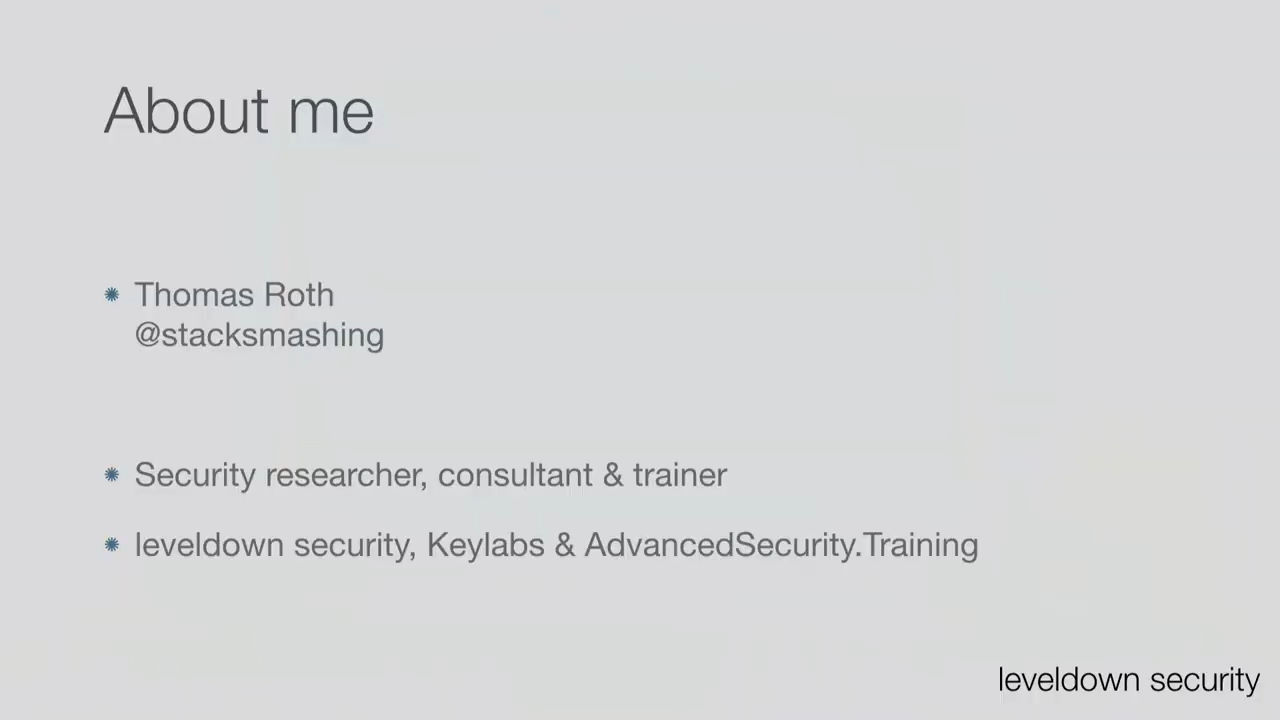 About me
Thomas Roth
@stacksmashing
Security researcher, consultant & trainer
leveldown security, Keylabs & AdvancedSecurity.Training
leveldown security